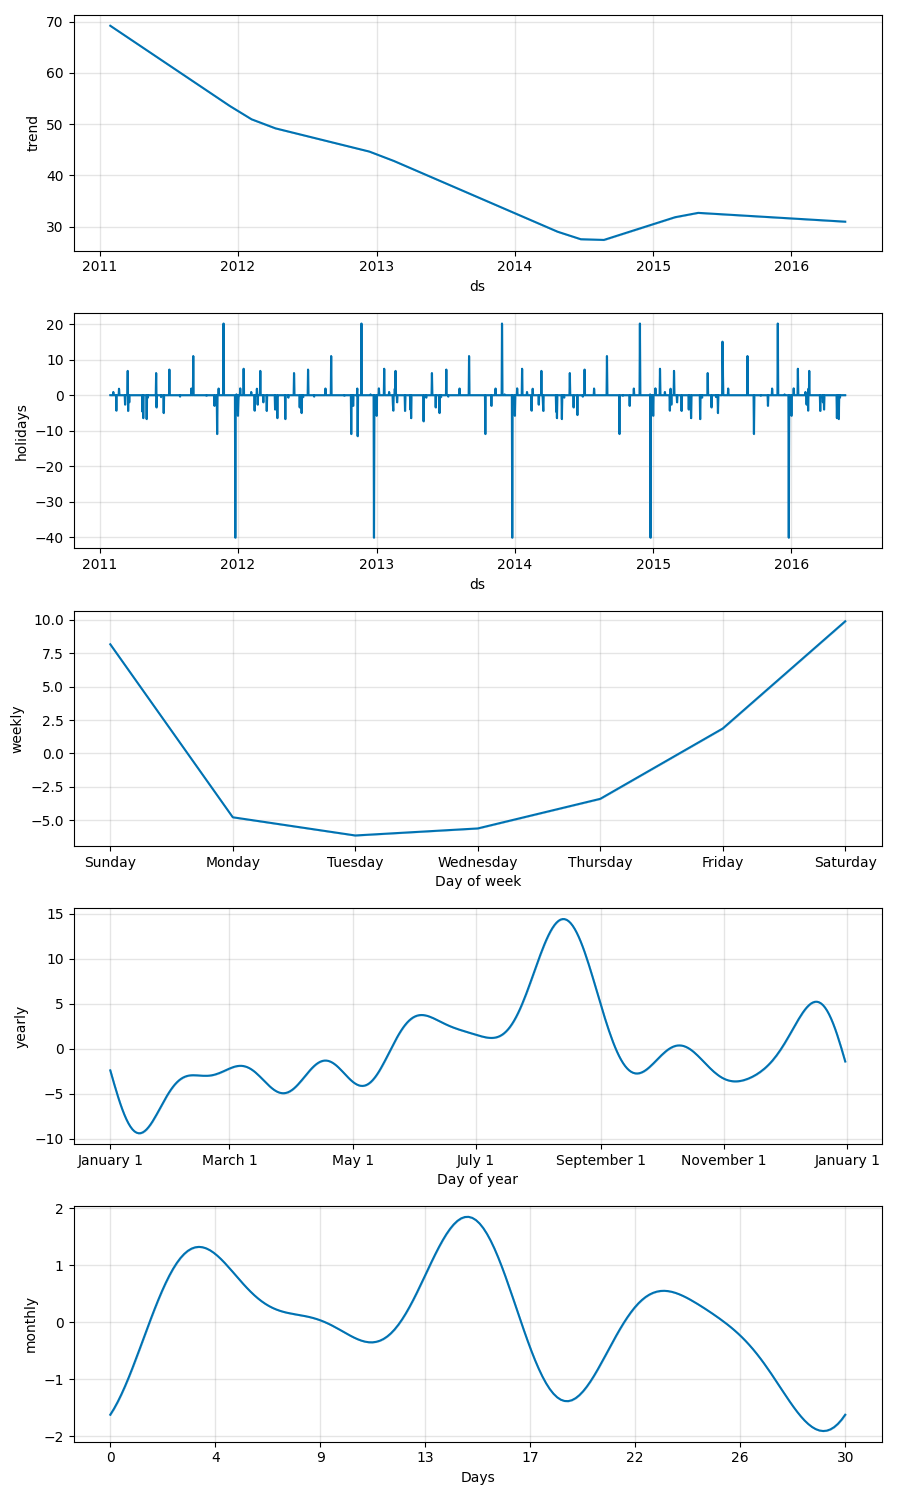 70
60
50
40
30
trend
2011 2012 2013 2014 2015 2016
ds
20
10
0
−10
−20
−30
−40
holidays
2011 2012 2013 2014 2015 2016
ds
10.0
7.5
5.0
2.5
0.0
−2.5
−5.0
weekly
Sunday Monday Tuesday Wednesday Thursday Friday Saturday
Day of week
15
10
5
0
−5
−10
yearly
January 1 March 1 May 1 July 1 September 1 November 1 January 1
Day of year
2
1
0
−1
−2
monthly
0 4 9 13 17 22 26 30
Days